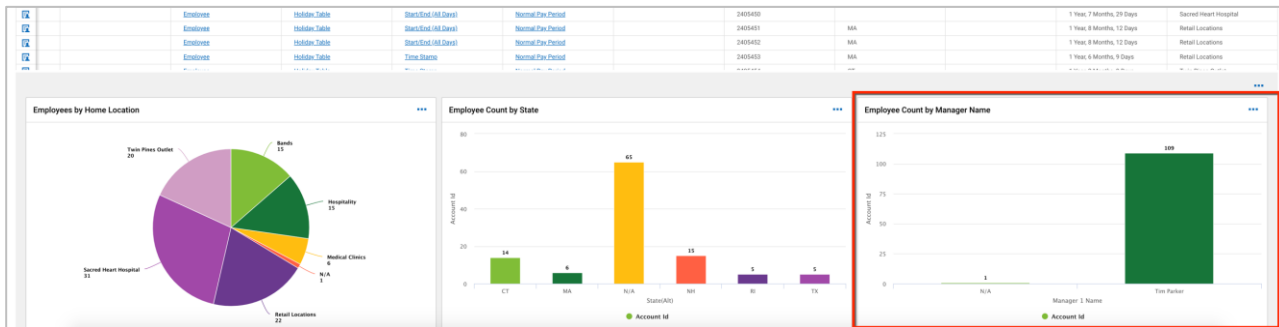 Employee Holiday Table Start/End (All Days) Normal Pay Period 2405450 1 Year, 7 Months, 29 Days Sacred Heart Hospital
Employee Holiday Table Start/End (All Days) Normal Pay Period 2405451 MA 1 Year, 8 Months, 12 Days Retail Locations
Employee Holiday Table Start/End (All Days) Normal Pay Period 2405452 MA 1 Year, 8 Months, 12 Days Retail Locations
Employee Holiday Table Time Stamp Normal Pay Period 2405453 MA 1 Year, 6 Months, 9 Days Retail Locations
Employees by Home Location
Twin Pines Outlet
20
Bands
15
Hospitality
15
Medical Clinics
6
N/A
1
Sacred Heart Hospital
31
Retail Locations
22
Employee Count by State
80
60
40
20
0
Account Id
14
6
65
15
5
5
CT MA N/A NH RI TX
State(Alt)
Account Id
Employee Count by Manager Name
125
100
75
50
25
0
Account Id
1
109
N/A Tim Parker
Manager 1 Name
Account Id